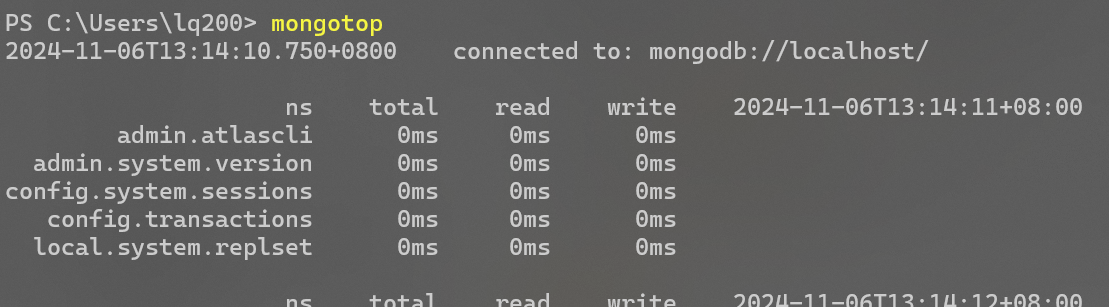 PS C:\Users\lq200> mongotop
2024-11-06T13:14:10.750+0800    connected to: mongodb://localhost/
ns    total    read    write    2024-11-06T13:14:11+08:00
admin.atlascli    0ms    0ms    0ms
admin.system.version    0ms    0ms    0ms
config.system.sessions    0ms    0ms    0ms
config.transactions    0ms    0ms    0ms
local.system.replset    0ms    0ms    0ms
ns    total    read    write    2024-11-06T13:14:12+08:00